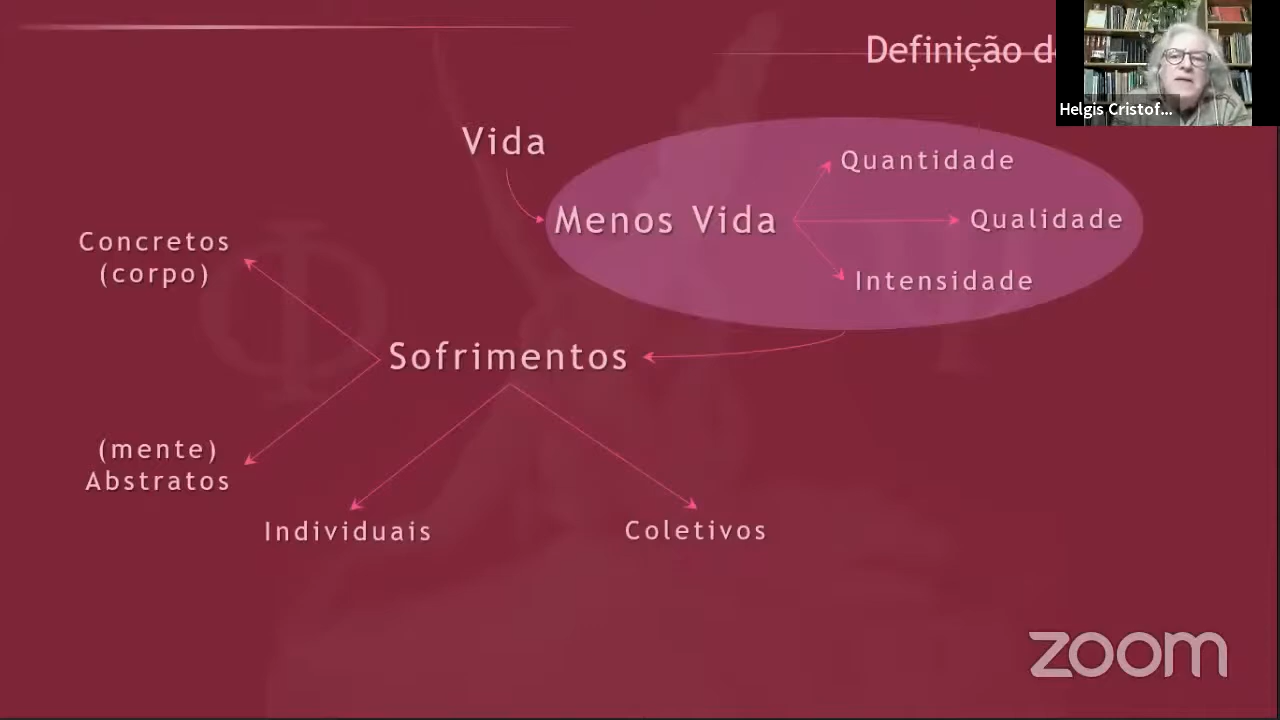 Definição d
Helgis Cristof...
Vida
Quantidade
Menos Vida
Qualidade
Concretos
(corpo)
Intensidade
Sofrimentos
(mente)
Abstratos
Individuais
Coletivos
zoom
Φ
Ψ